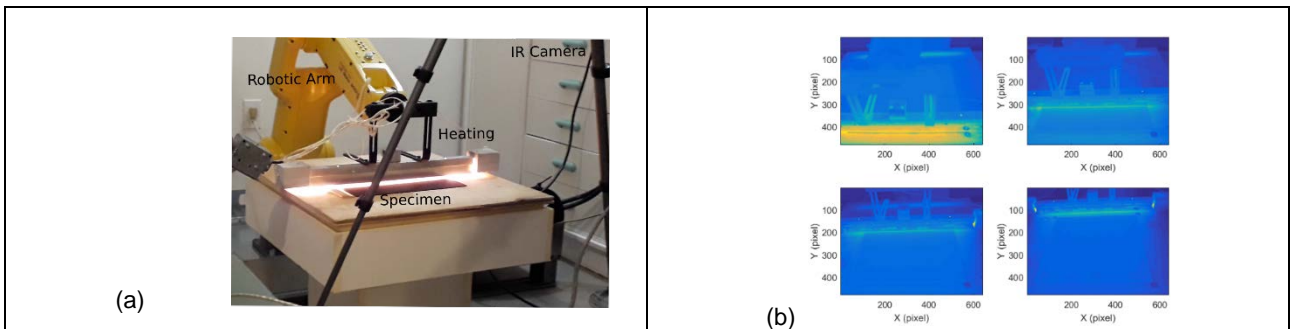 IR Camera
Robotic Arm
Heating
Specimen
(a)
100
200
300
400
Y (pixel)
200 400 600
X (pixel)
100
200
300
400
Y (pixel)
200 400 600
X (pixel)
100
200
300
400
Y (pixel)
200 400 600
X (pixel)
100
200
300
400
Y (pixel)
200 400 600
X (pixel)
(b)